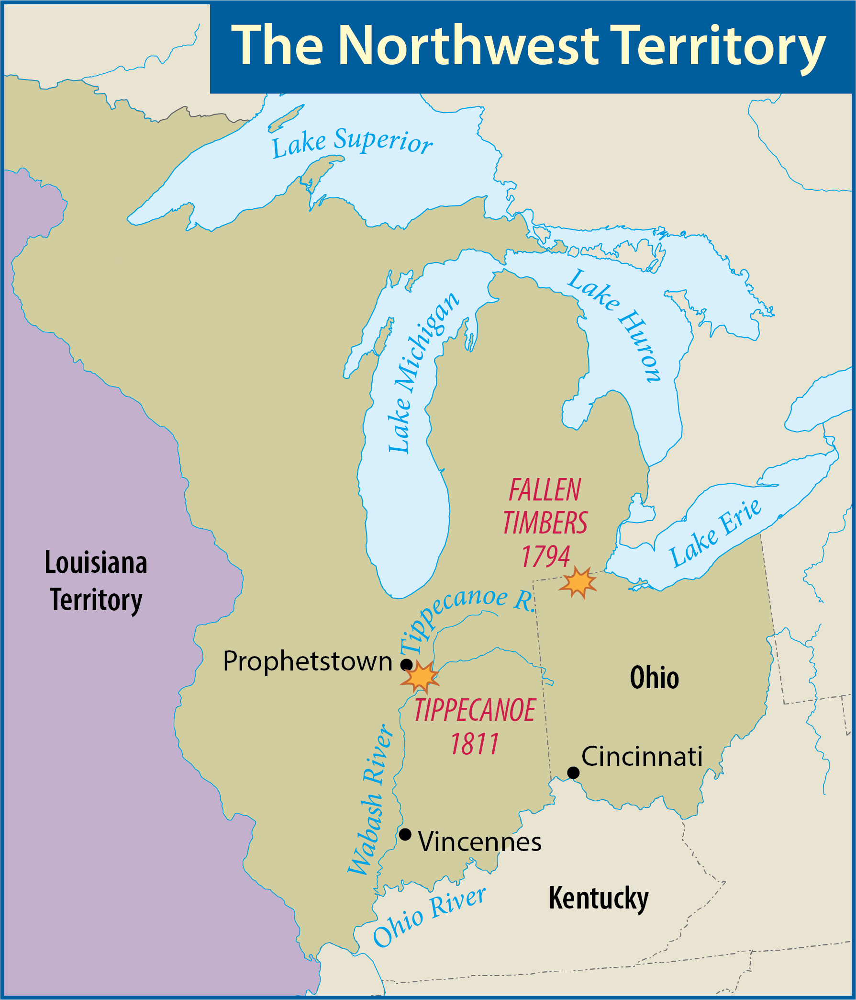 The Northwest Territory
Lake Superior
Lake Michigan
Lake Huron
FALLEN
TIMBERS
1794
Lake Erie
Louisiana
Territory
Tippecanoe R.
Prophetstown
Ohio
TIPPECANOE
1811
Wabash River
Cincinnati
Vincennes
Ohio River
Kentucky